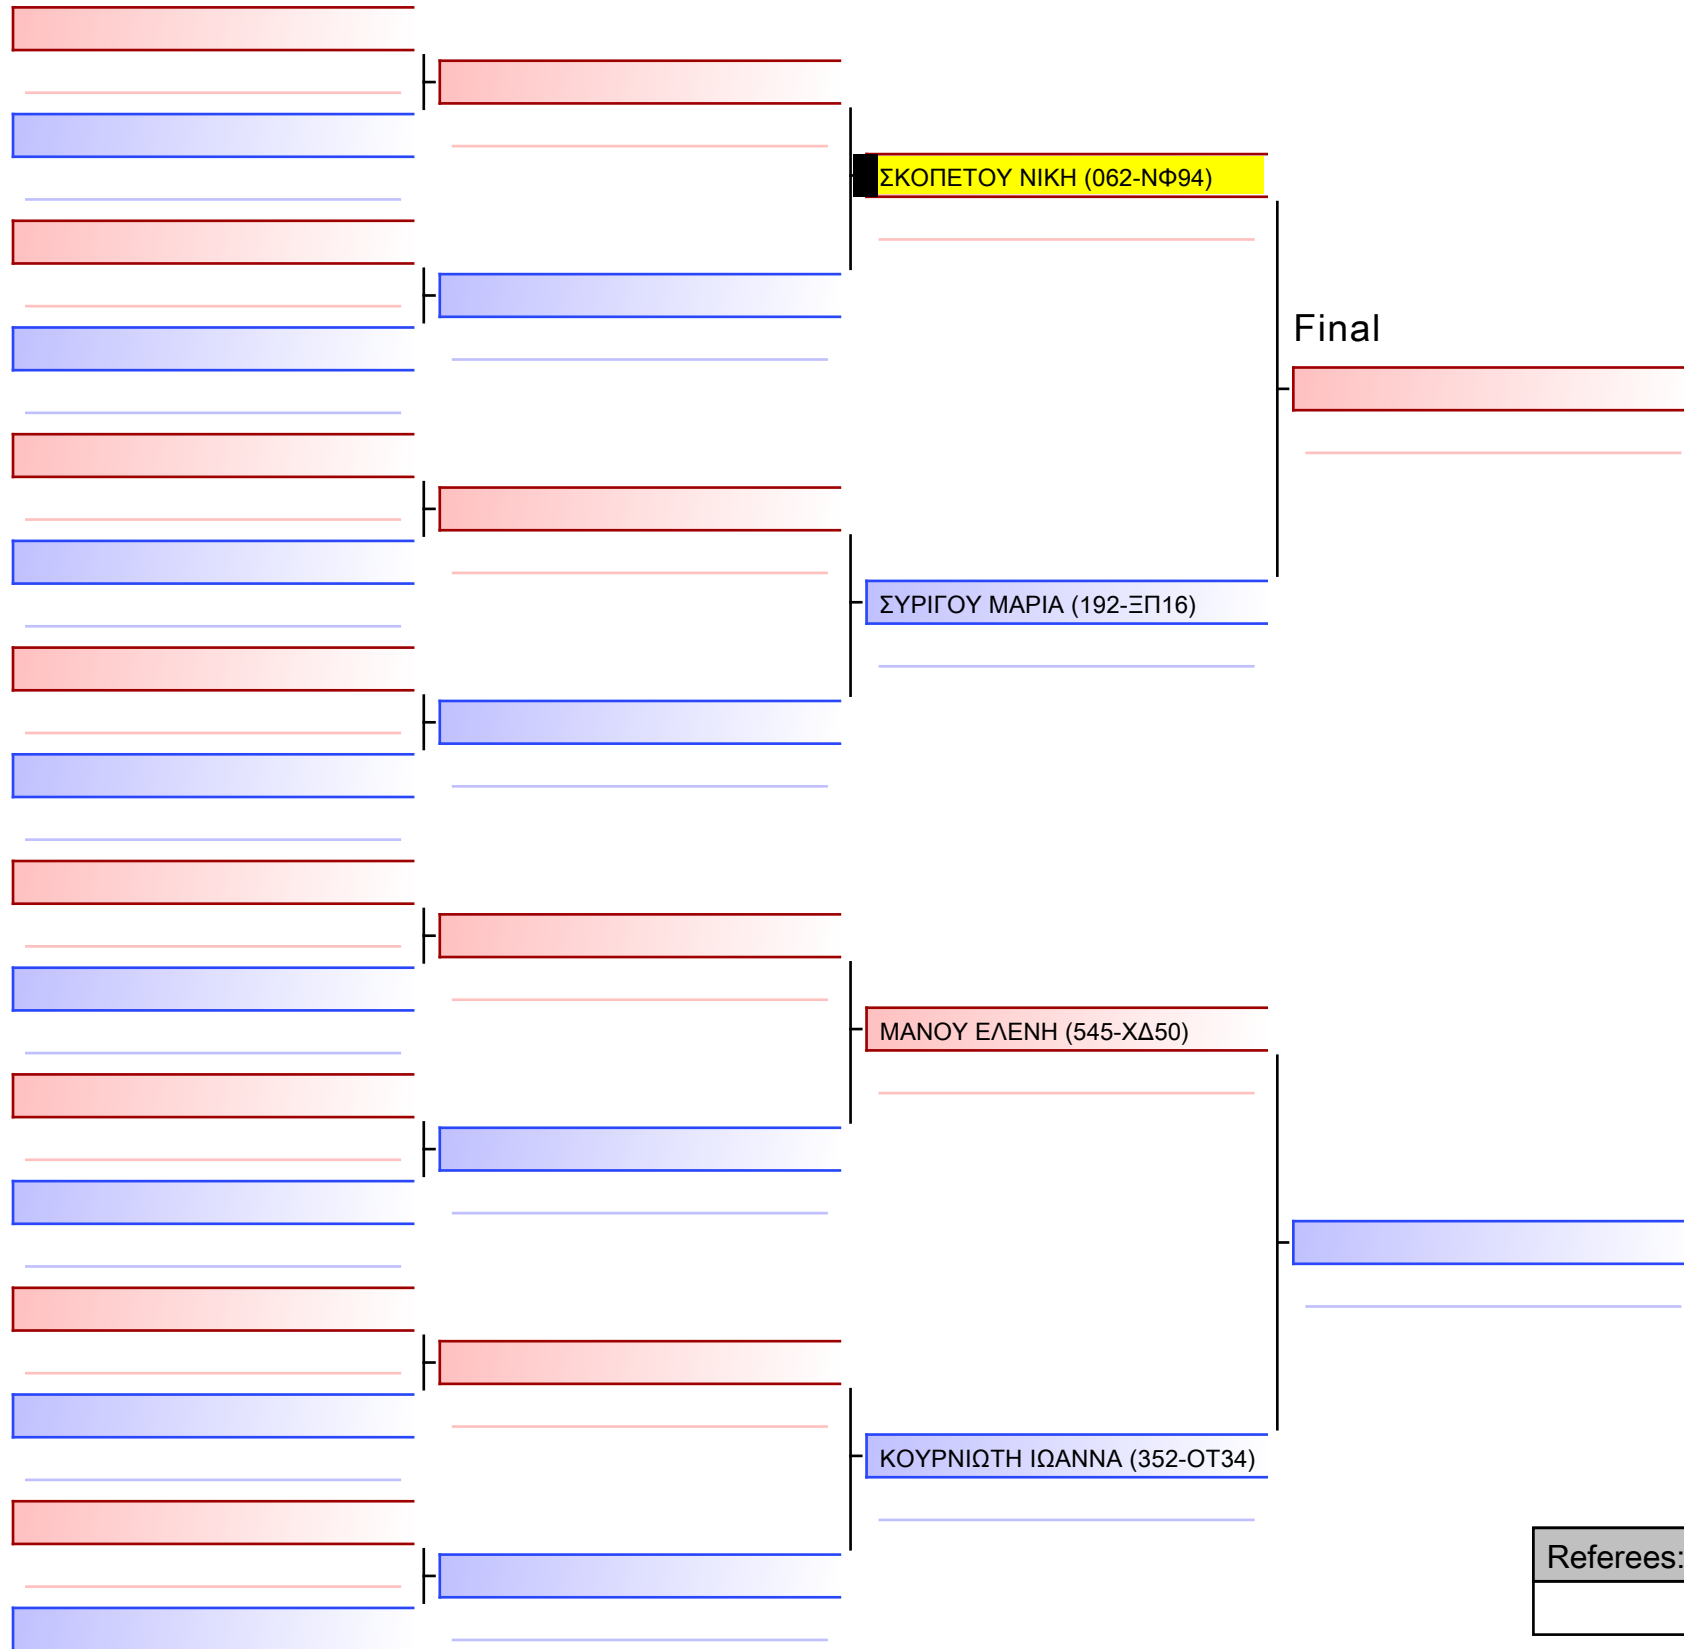 ΣΚΟΠΕΤΟΥ ΝΙΚΗ (062-ΝΦ94)
Final
ΣΥΡΙΓΟΥ ΜΑΡΙΑ (192-ΞΠ16)
ΜΑΝΟΥ ΕΛΕΝΗ (545-ΧΔ50)
ΚΟΥΡΝΙΩΤΗ ΙΩΑΝΝΑ (352-ΟΤ34)
Referees: